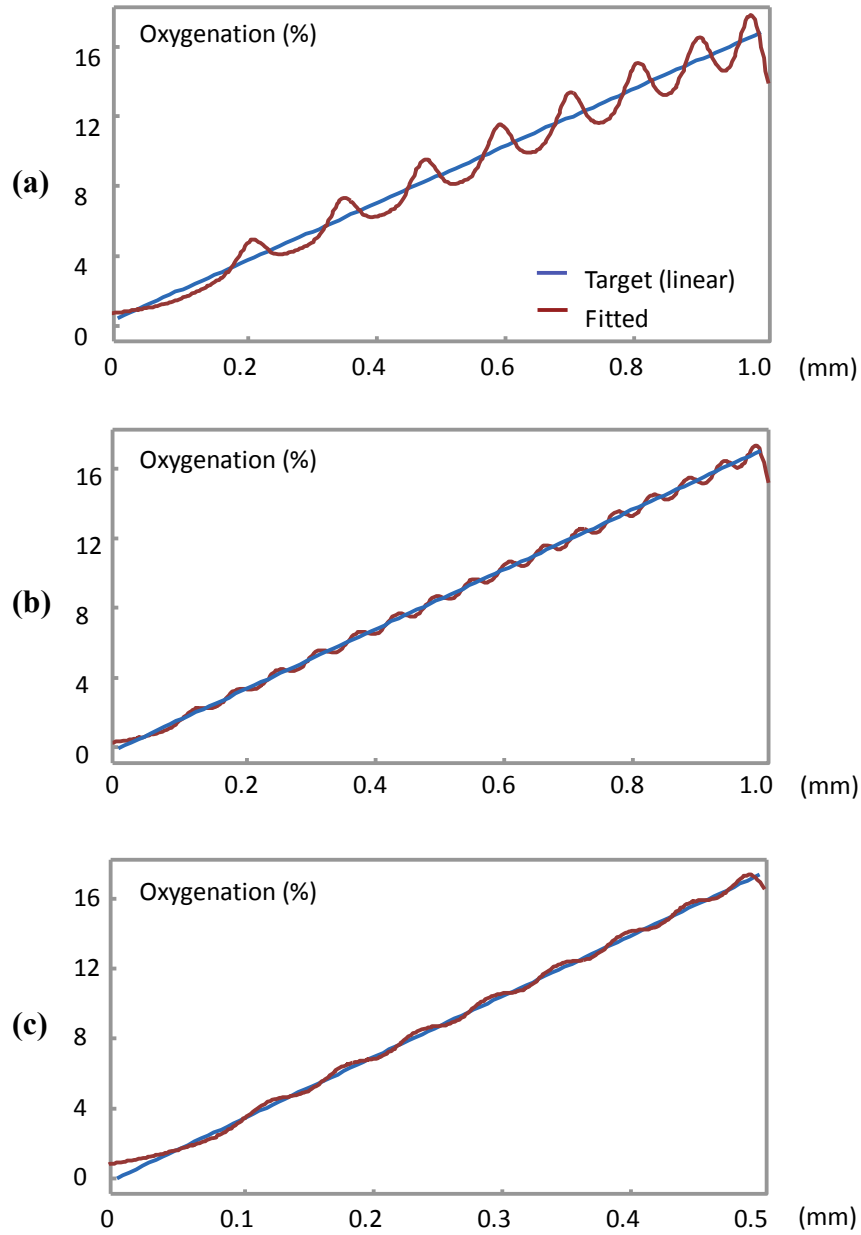 Oxygenation (%)
16
12
(a)
8
4
Target (linear)
Fitted
0
0 0.2 0.4 0.6 0.8 1.0 (mm)
Oxygenation (%)
16
12
(b)
8
4
0
0 0.2 0.4 0.6 0.8 1.0 (mm)
Oxygenation (%)
16
12
(c)
8
4
0
0 0.1 0.2 0.3 0.4 0.5 (mm)